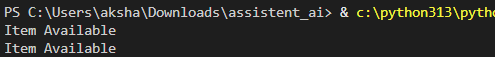 PS C:\Users\aksha\Downloads\assistent_ai> & c:\python313\pytho
Item Available
Item Available